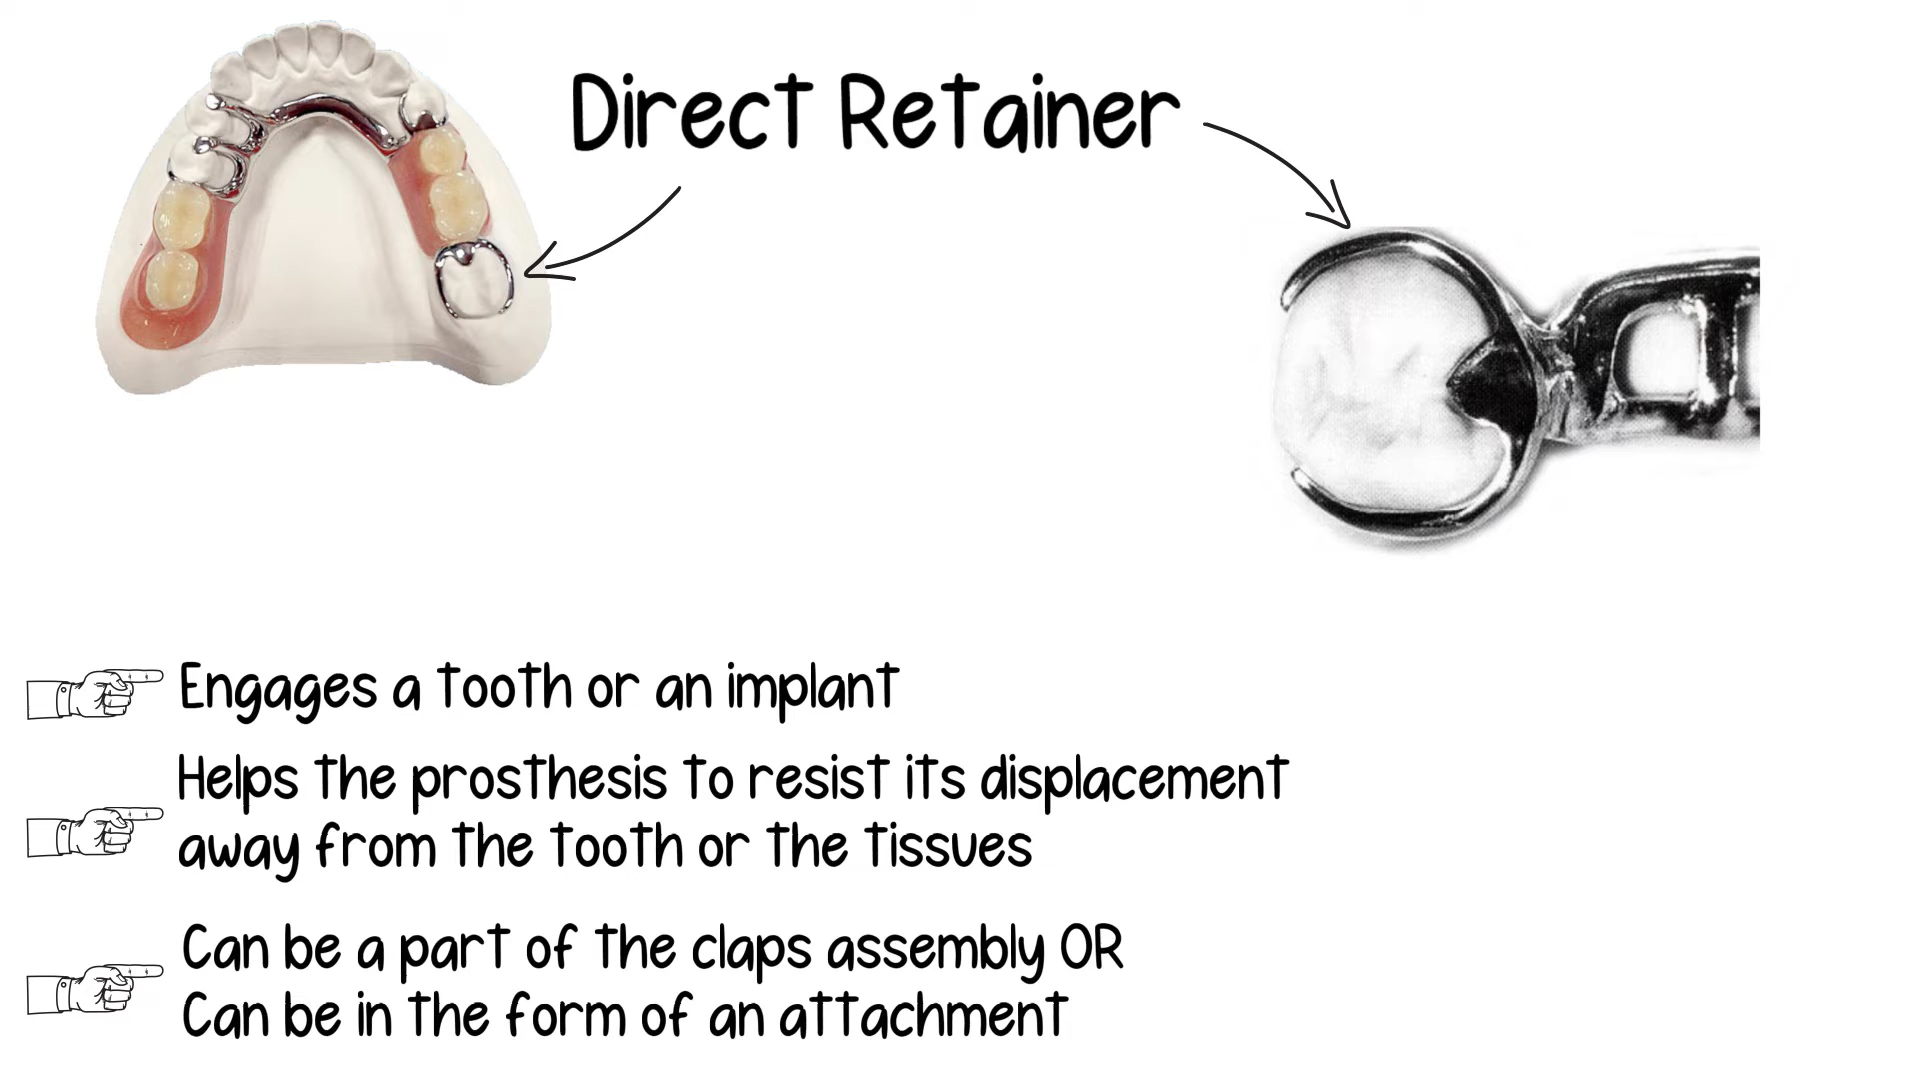 Direct Retainer
Engages a tooth or an implant
Helps the prosthesis to resist its displacement
away from the tooth or the tissues
Can be a part of the claps assembly OR
Can be in the form of an attachment